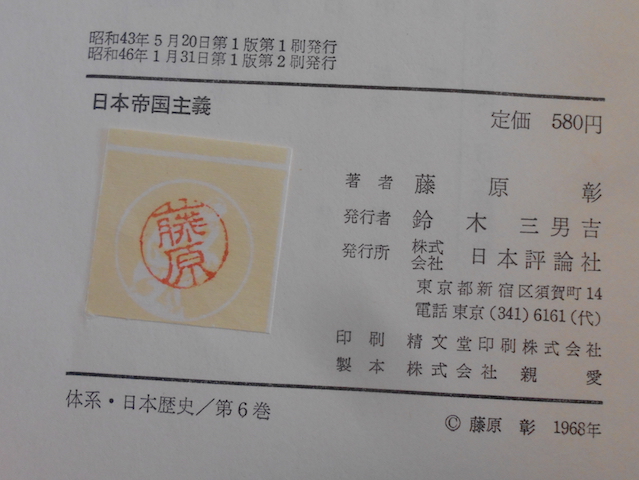 昭和43年5月20日第1版第1刷発行
昭和46年1月31日第1版第2刷発行
日本帝国主義
定価 580円
藤原
著者 藤原彰
発行者 鈴木三男吉
発行所 株式会社 日本評論社
東京都新宿区須賀町14
電話東京(341)6161(代)
印刷 精文堂印刷株式会社
製本 株式会社親愛
体系・日本歴史/第6巻
© 藤原 彰 1968年